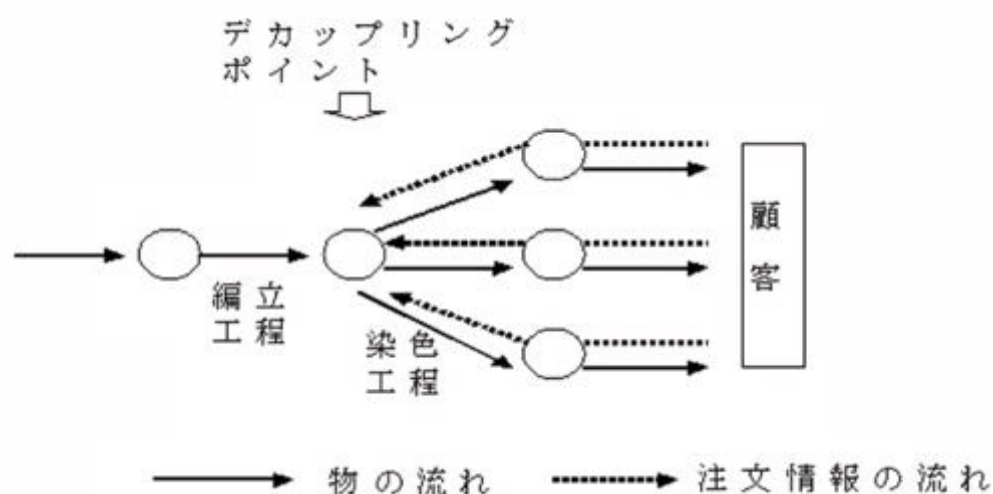 デカップリング
ポイント
顧
客
編立
工程
染色
工程
物の流れ
注文情報の流れ